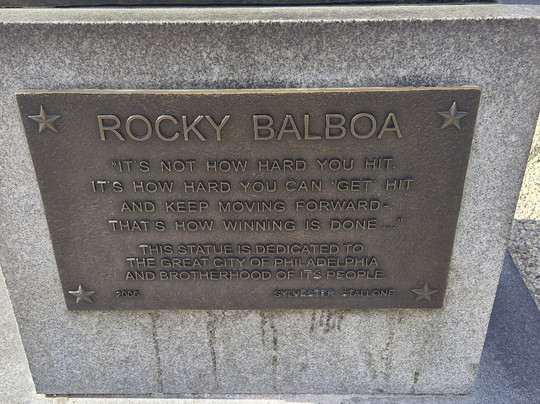 ROCKY BALBOA
"IT'S NOT HOW HARD YOU HIT.
IT'S HOW HARD YOU CAN 'GET' HIT
AND KEEP MOVING FORWARD-
THAT'S HOW WINNING IS DONE..."
THIS STATUE IS DEDICATED TO
THE GREAT CITY OF PHILADELPHIA
AND BROTHERHOOD OF ITS PEOPLE
2006 SYLVESTER STALLONE